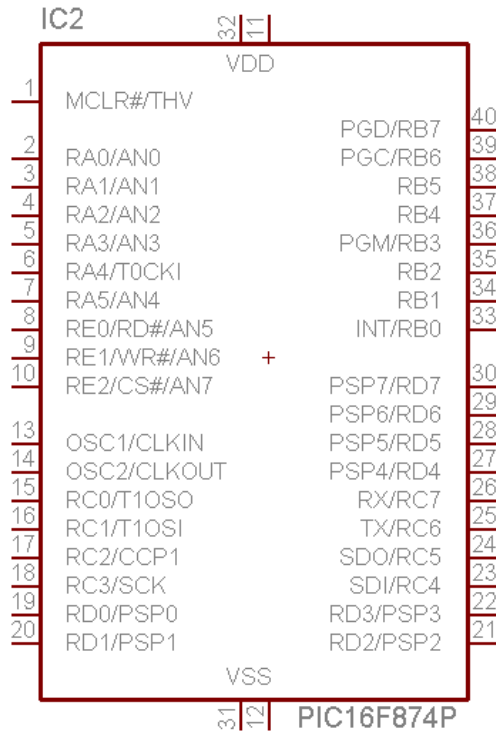 IC2
32 11
VDD
1 MCLR#/THV
PGD/RB7 40
2 RA0/AN0 PGC/RB6 39
3 RA1/AN1 RB5 38
4 RA2/AN2 RB4 37
5 RA3/AN3 PGM/RB3 36
6 RA4/T0CKI RB2 35
7 RA5/AN4 RB1 34
8 RE0/RD#/AN5 INT/RB0 33
9 RE1/WR#/AN6
10 RE2/CS#/AN7 PSP7/RD7 30
PSP6/RD6 29
13 OSC1/CLKIN PSP5/RD5 28
14 OSC2/CLKOUT PSP4/RD4 27
15 RC0/T1OSO RX/RC7 26
16 RC1/T1OSI TX/RC6 25
17 RC2/CCP1 SDO/RC5 24
18 RC3/SCK SDI/RC4 23
19 RD0/PSP0 RD3/PSP3 22
20 RD1/PSP1 RD2/PSP2 21
VSS
31 12
PIC16F874P